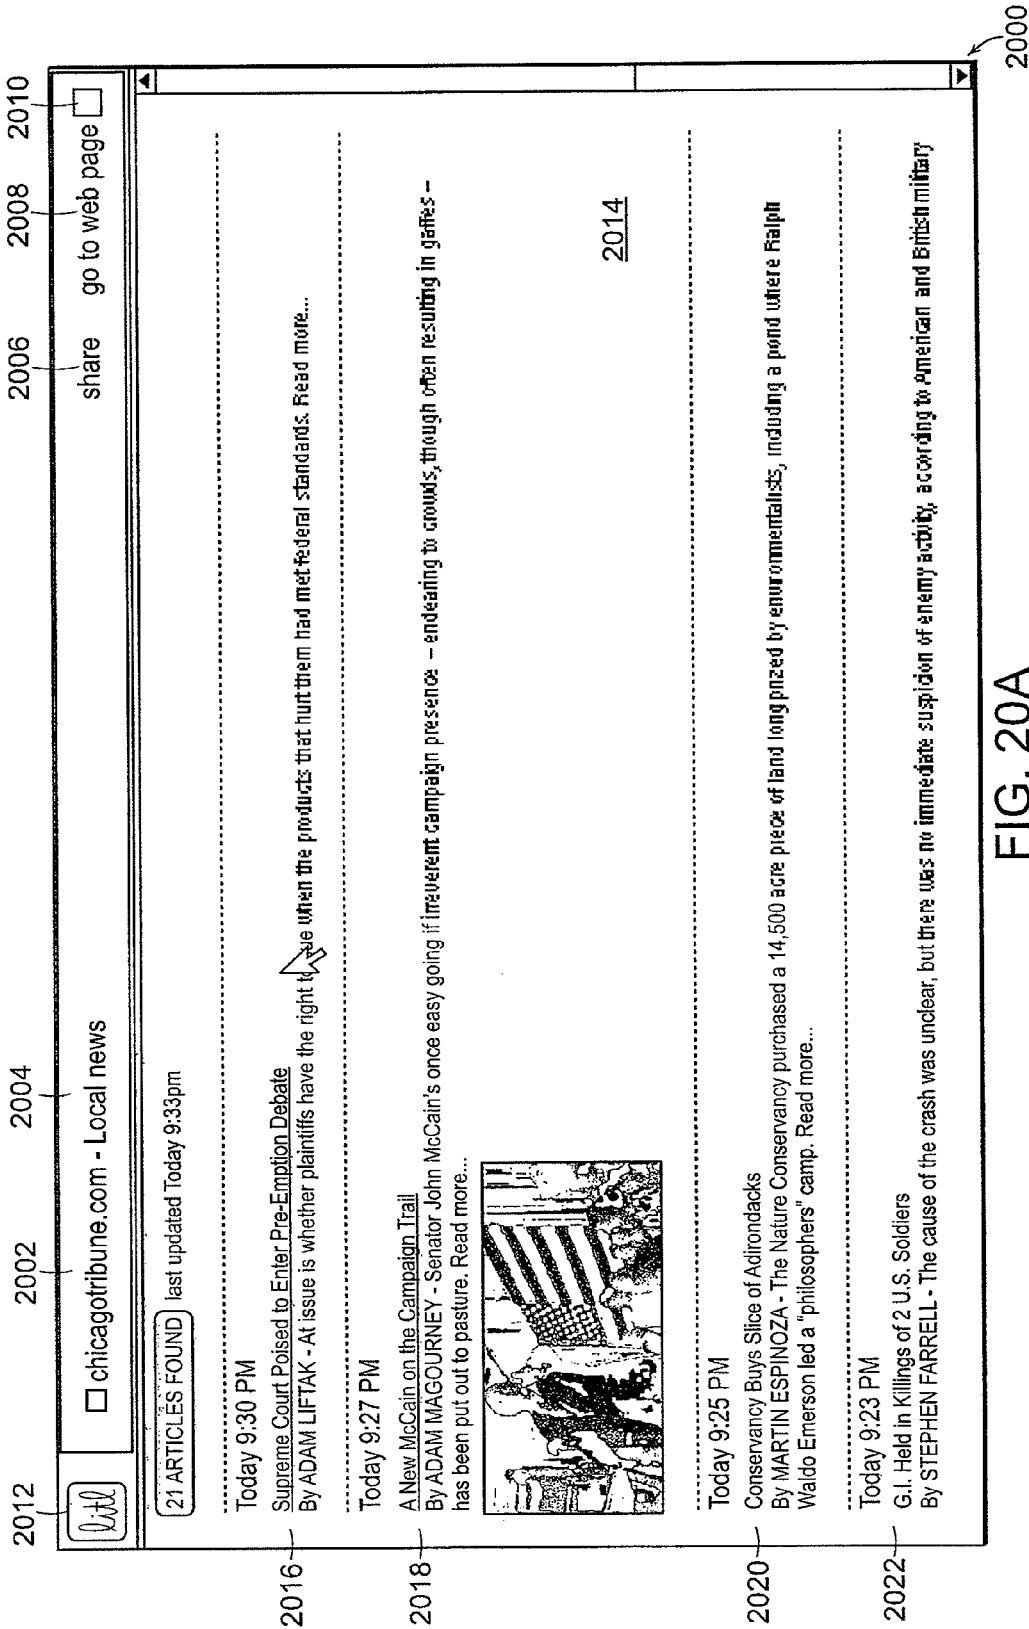 2012 2002 2004 2006 2008 2010
litl chicagotribune.com - Local news share go to web page
21 ARTICLES FOUND last updated Today 9:33pm
Today 9:30 PM
2016 Supreme Court Poised to Enter Pre-Emption Debate
By ADAM LIFTAK - At issue is whether plaintiffs have the right to sue when the products that hurt them had met federal standards. Read more...
Today 9:27 PM
2018 A New McCain on the Campaign Trail
By ADAM MAGOURNEY - Senator John McCain's once easy going if irreverent campaign presence – endearing to crowds, though often resulting in gaffes –
has been put out to pasture. Read more...
2014
Today 9:25 PM
2020 Conservancy Buys Slice of Adirondacks
By MARTIN ESPINOZA - The Nature Conservancy purchased a 14,500 acre piece of land long prized by environmentalists, including a pond where Ralph
Waldo Emerson led a "philosophers" camp. Read more...
Today 9:23 PM
2022 G.I. Held in Killings of 2 U.S. Soldiers
By STEPHEN FARRELL - The cause of the crash was unclear, but there was no immediate suspicion of enemy activity, according to American and British military
2000
FIG. 20A